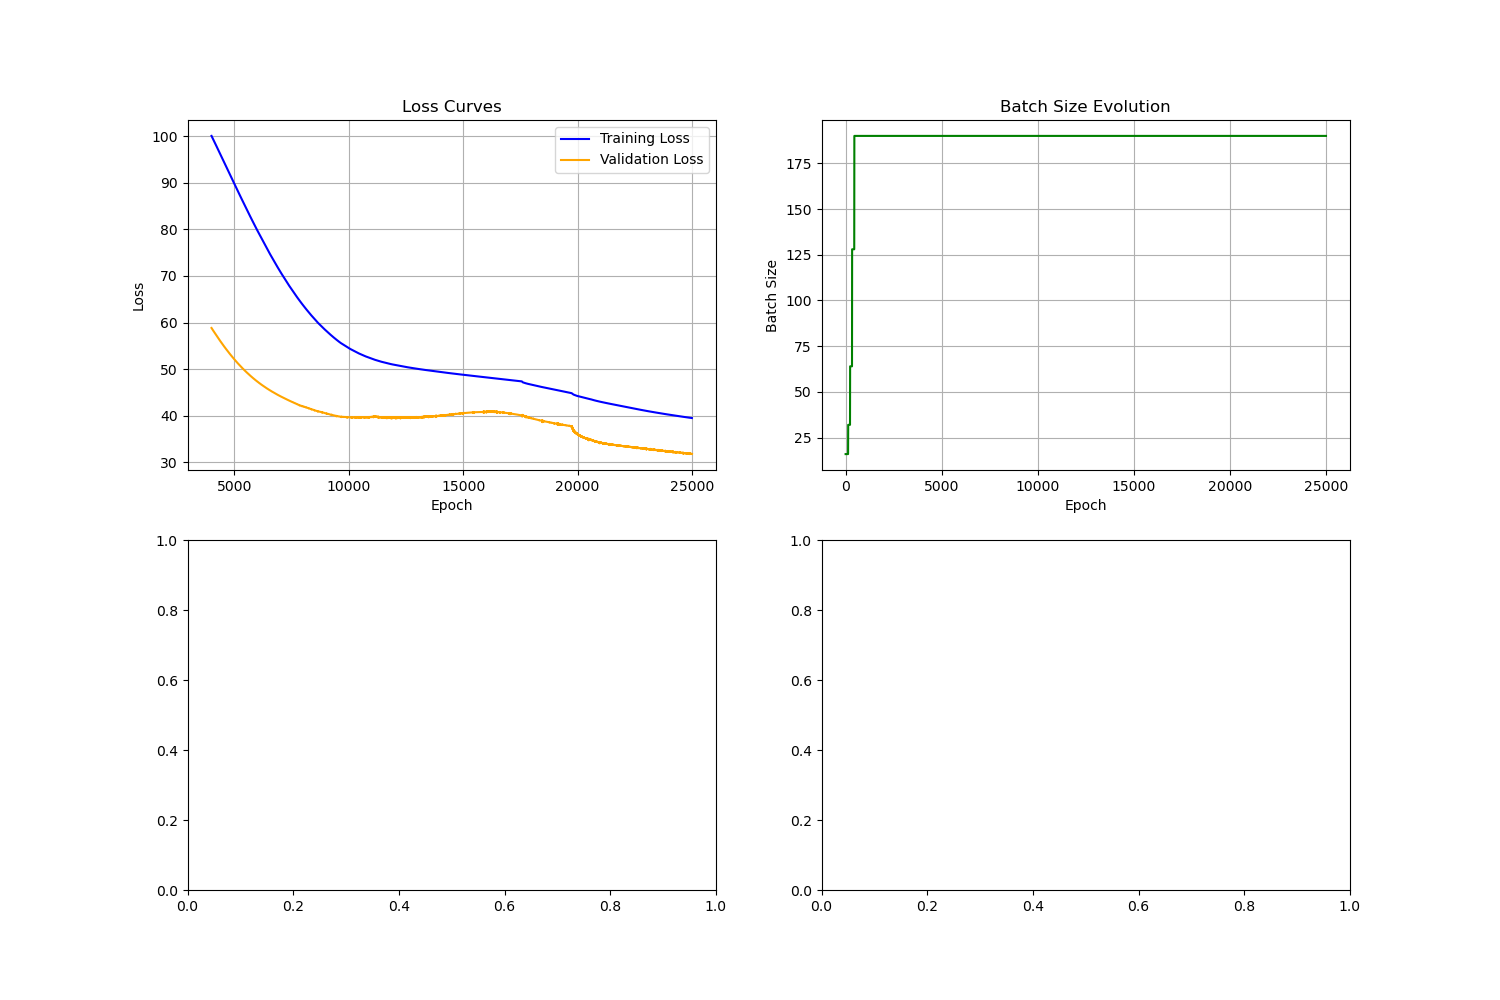 Loss Curves
100
90
80
70
60
50
40
30
Loss
Training Loss
Validation Loss
5000 10000 15000 20000 25000
Epoch
Batch Size Evolution
175
150
125
100
75
50
25
Batch Size
0 5000 10000 15000 20000 25000
Epoch
1.0
0.8
0.6
0.4
0.2
0.0
0.0 0.2 0.4 0.6 0.8 1.0
1.0
0.8
0.6
0.4
0.2
0.0
0.0 0.2 0.4 0.6 0.8 1.0